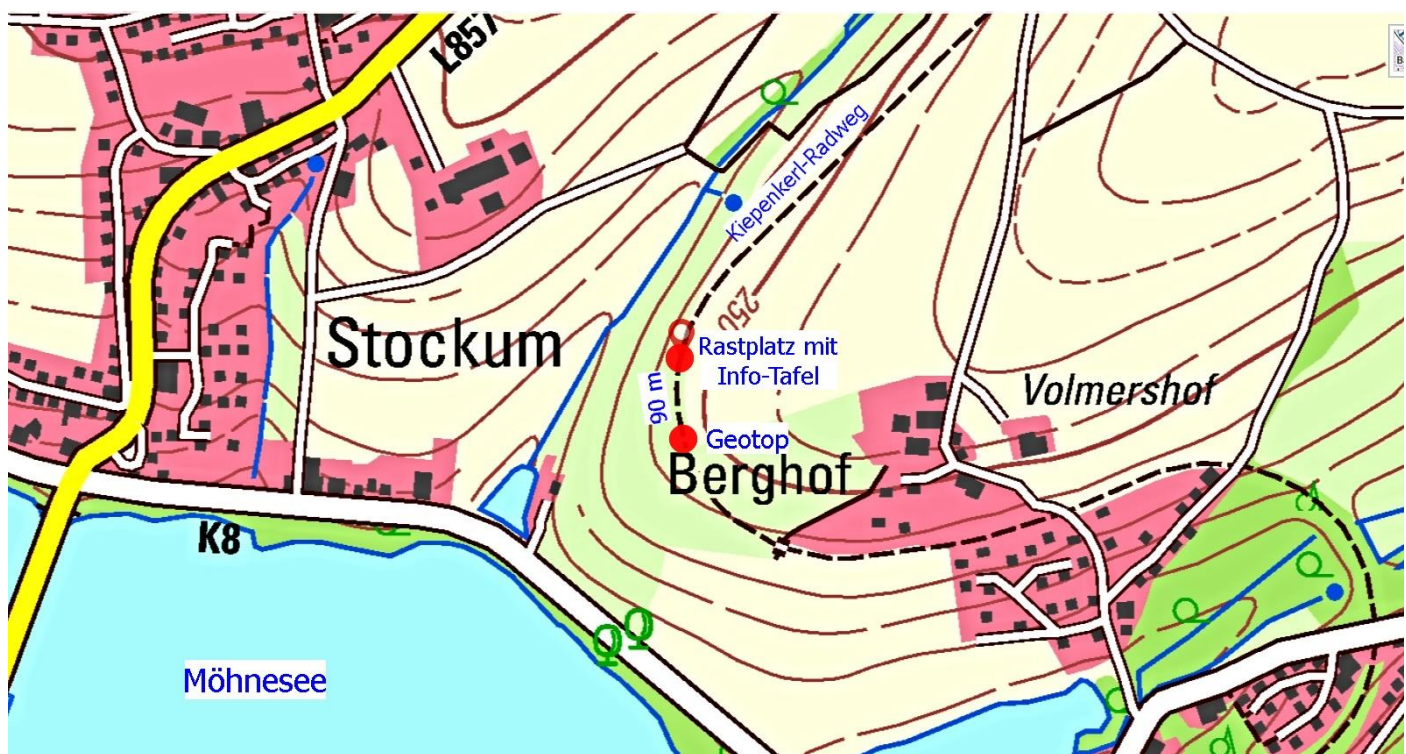 L857
Kiepenkerl-Radweg
250
Stockum
Rastplatz mit
Info-Tafel
90 m
Volmershof
Geotop
Berghof
K8
Möhnesee